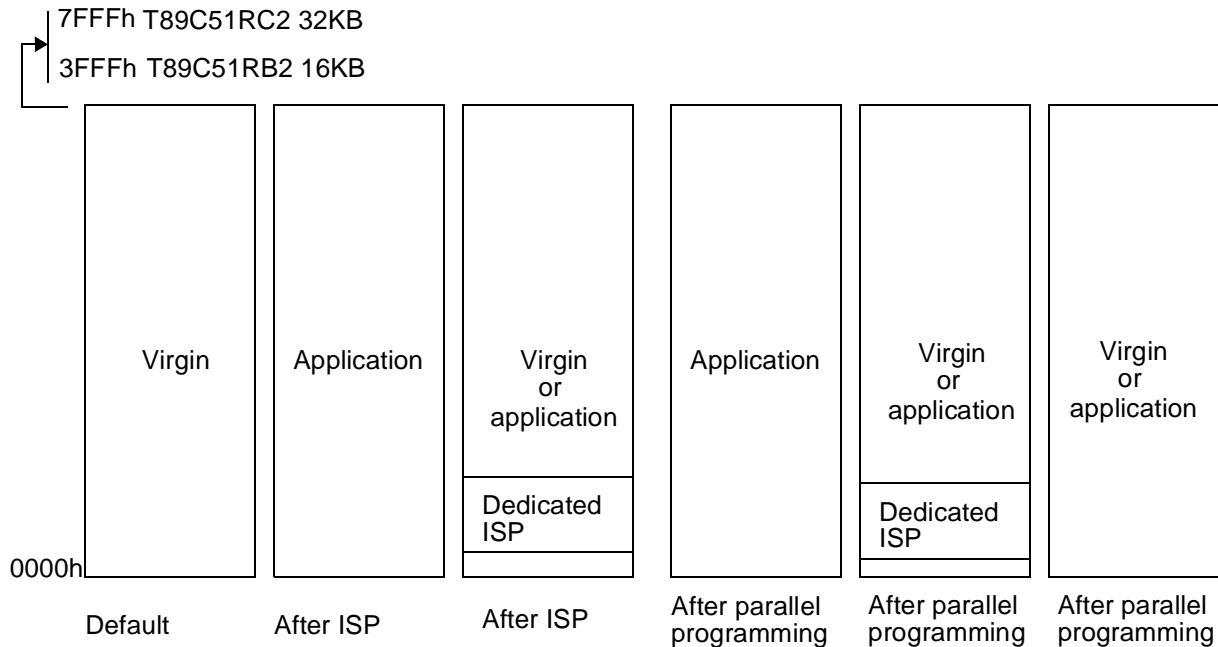 7FFFh T89C51RC2 32KB
3FFFh T89C51RB2 16KB
Virgin
Application
Virgin
or
application
Dedicated
ISP
Application
Virgin
or
application
Dedicated
ISP
Virgin
or
application
0000h
Default
After ISP
After ISP
After parallel
programming
After parallel
programming
After parallel
programming